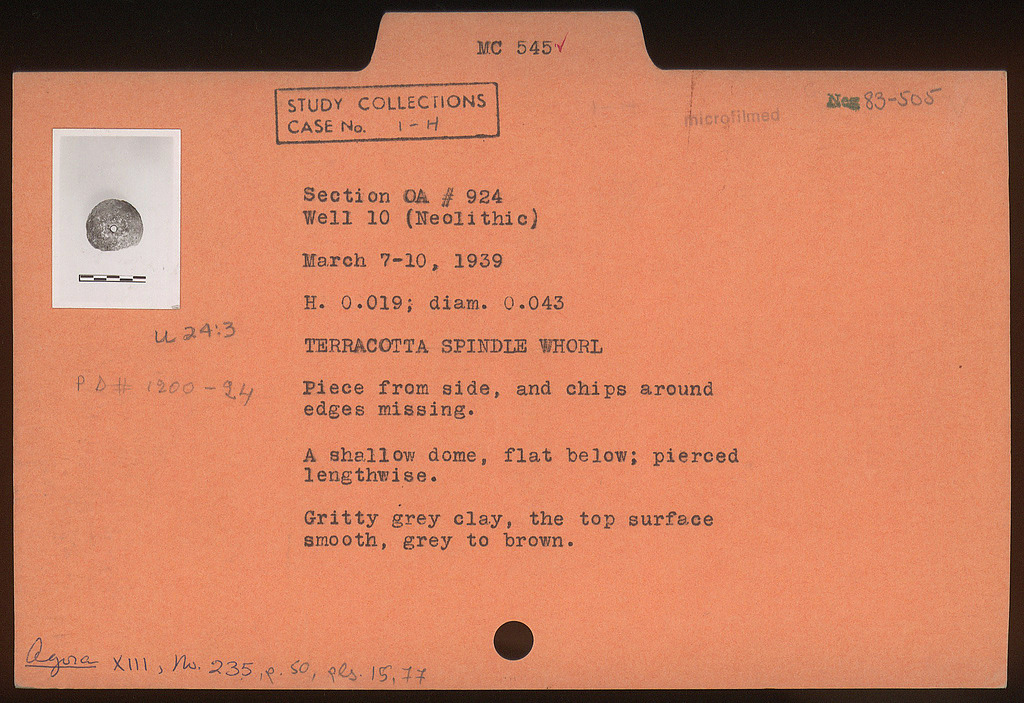 MC 545✓
STUDY COLLECTIONS
CASE No. 1-H
microfilmed
Neg 83-505
Section OA # 924
Well 10 (Neolithic)
March 7-10, 1939
H. 0.019; diam. 0.043
U 24:3
TERRACOTTA SPINDLE WHORL
PD# 1200-24
Piece from side, and chips around
edges missing.
A shallow dome, flat below; pierced
lengthwise.
Gritty grey clay, the top surface
smooth, grey to brown.
Agora XIII, No. 235, p. 50, pls. 15, 77